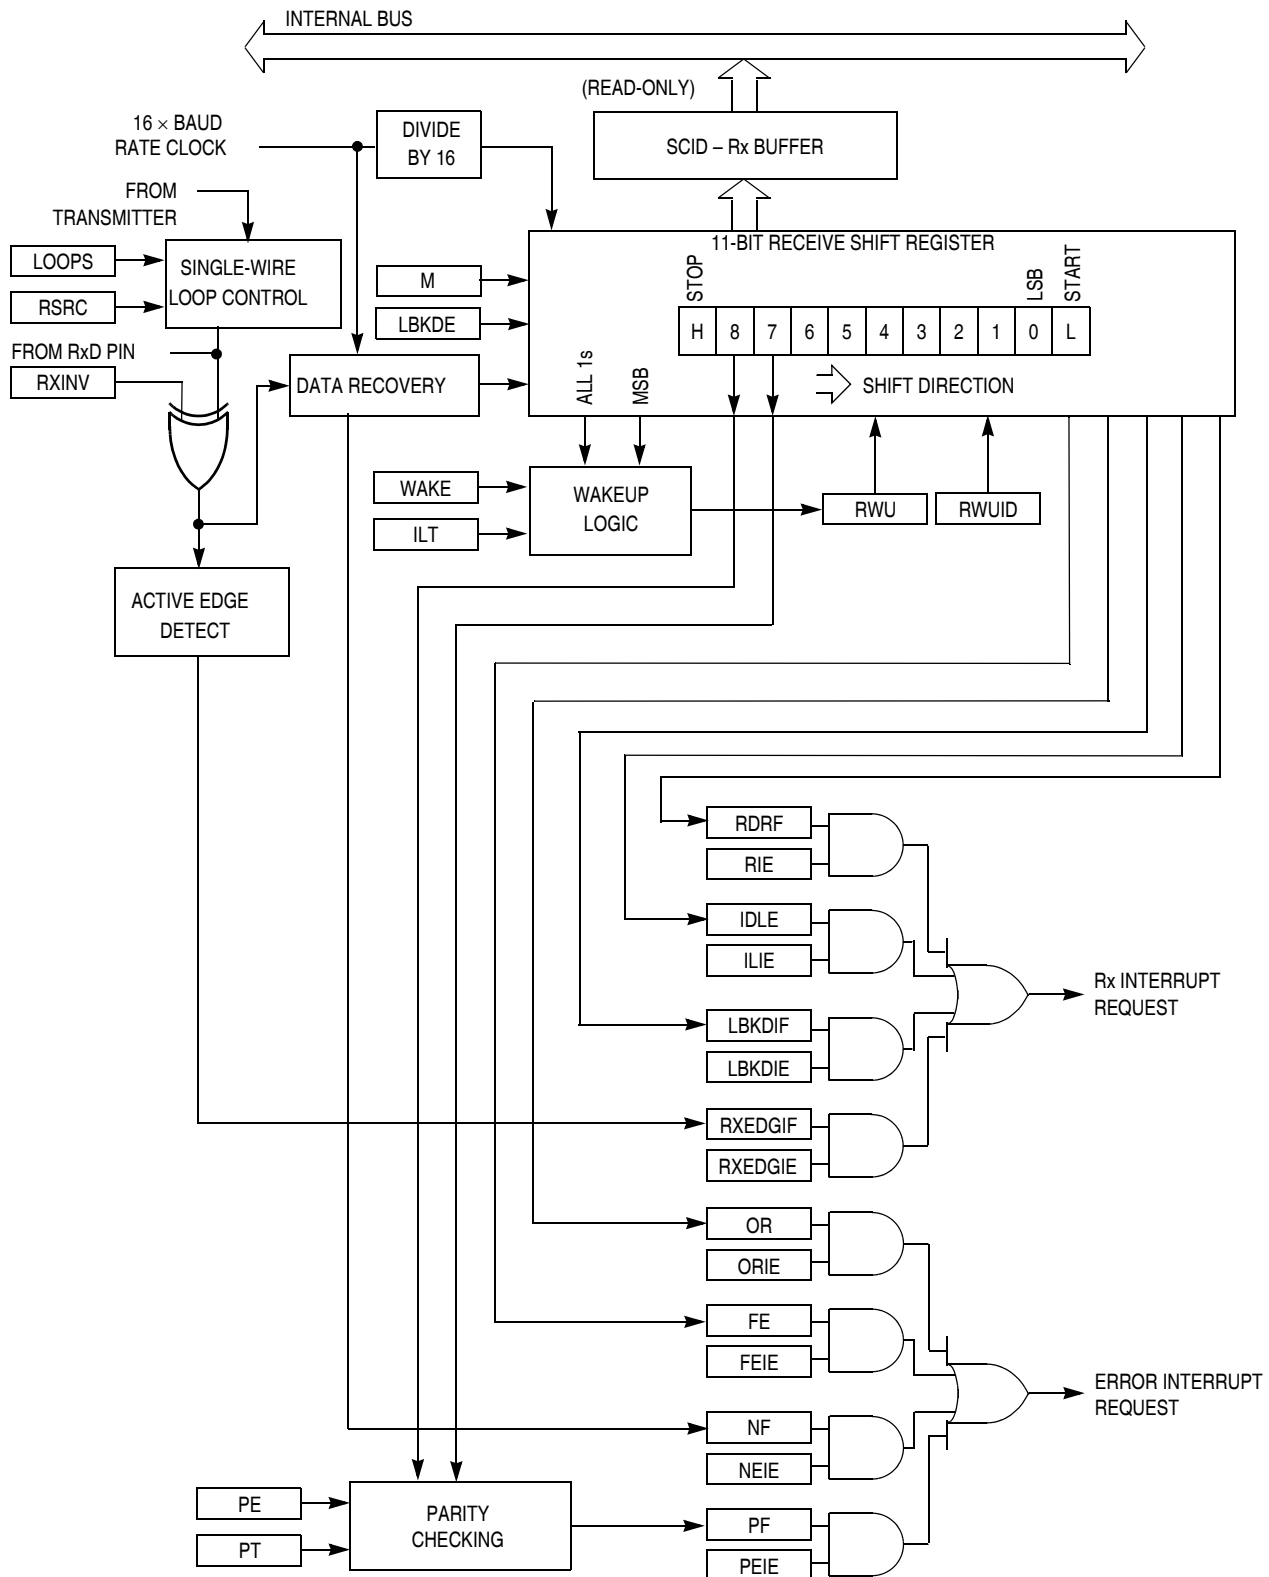 INTERNAL BUS
(READ-ONLY)
16 × BAUD
RATE CLOCK
DIVIDE
BY 16
SCID – Rx BUFFER
FROM
TRANSMITTER
11-BIT RECEIVE SHIFT REGISTER
LOOPS
RSRC
SINGLE-WIRE
LOOP CONTROL
M
LBKDE
STOP
LSB
START
H 8 7 6 5 4 3 2 1 0 L
FROM RxD PIN
RXINV
DATA RECOVERY
ALL 1s
MSB
SHIFT DIRECTION
WAKE
ILT
WAKEUP
LOGIC
RWU
RWUID
ACTIVE EDGE
DETECT
RDRF
RIE
IDLE
ILIE
Rx INTERRUPT
REQUEST
LBKDIF
LBKDIE
RXEDGIF
RXEDGIE
OR
ORIE
FE
FEIE
ERROR INTERRUPT
REQUEST
NF
NEIE
PE
PT
PARITY
CHECKING
PF
PEIE